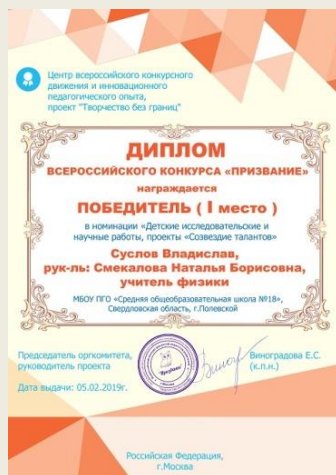 Центр всероссийского конкурсного
движения и инновационного
педагогического опыта,
проект "Творчество без границ"
ДИПЛОМ
ВСЕРОССИЙСКОГО КОНКУРСА «ПРИЗВАНИЕ»
награждается
ПОБЕДИТЕЛЬ ( I место )
в номинации «Детские исследовательские и
научные работы, проекты «Созвездие талантов»
Суслов Владислав,
рук-ль: Смекалова Наталья Борисовна,
учитель физики
МБОУ ПГО «Средняя общеобразовательная школа №18»,
Свердловская область, г.Полевской
Председатель оргкомитета,
руководитель проекта
Виноградова Е.С.
(к.п.н.)
Дата выдачи: 05.02.2019г.
Российская Федерация,
г.Москва